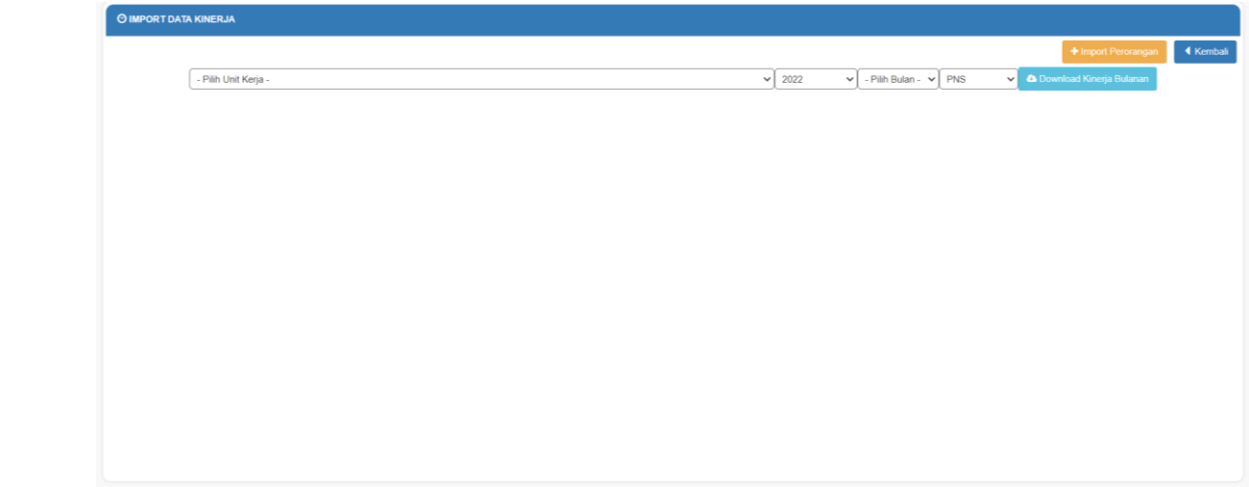 IMPORT DATA KINERJA
Import Perorangan
Kembali
- Pilih Unit Kerja -
2022
- Pilih Bulan -
PNS
Download Kinerja Bulanan